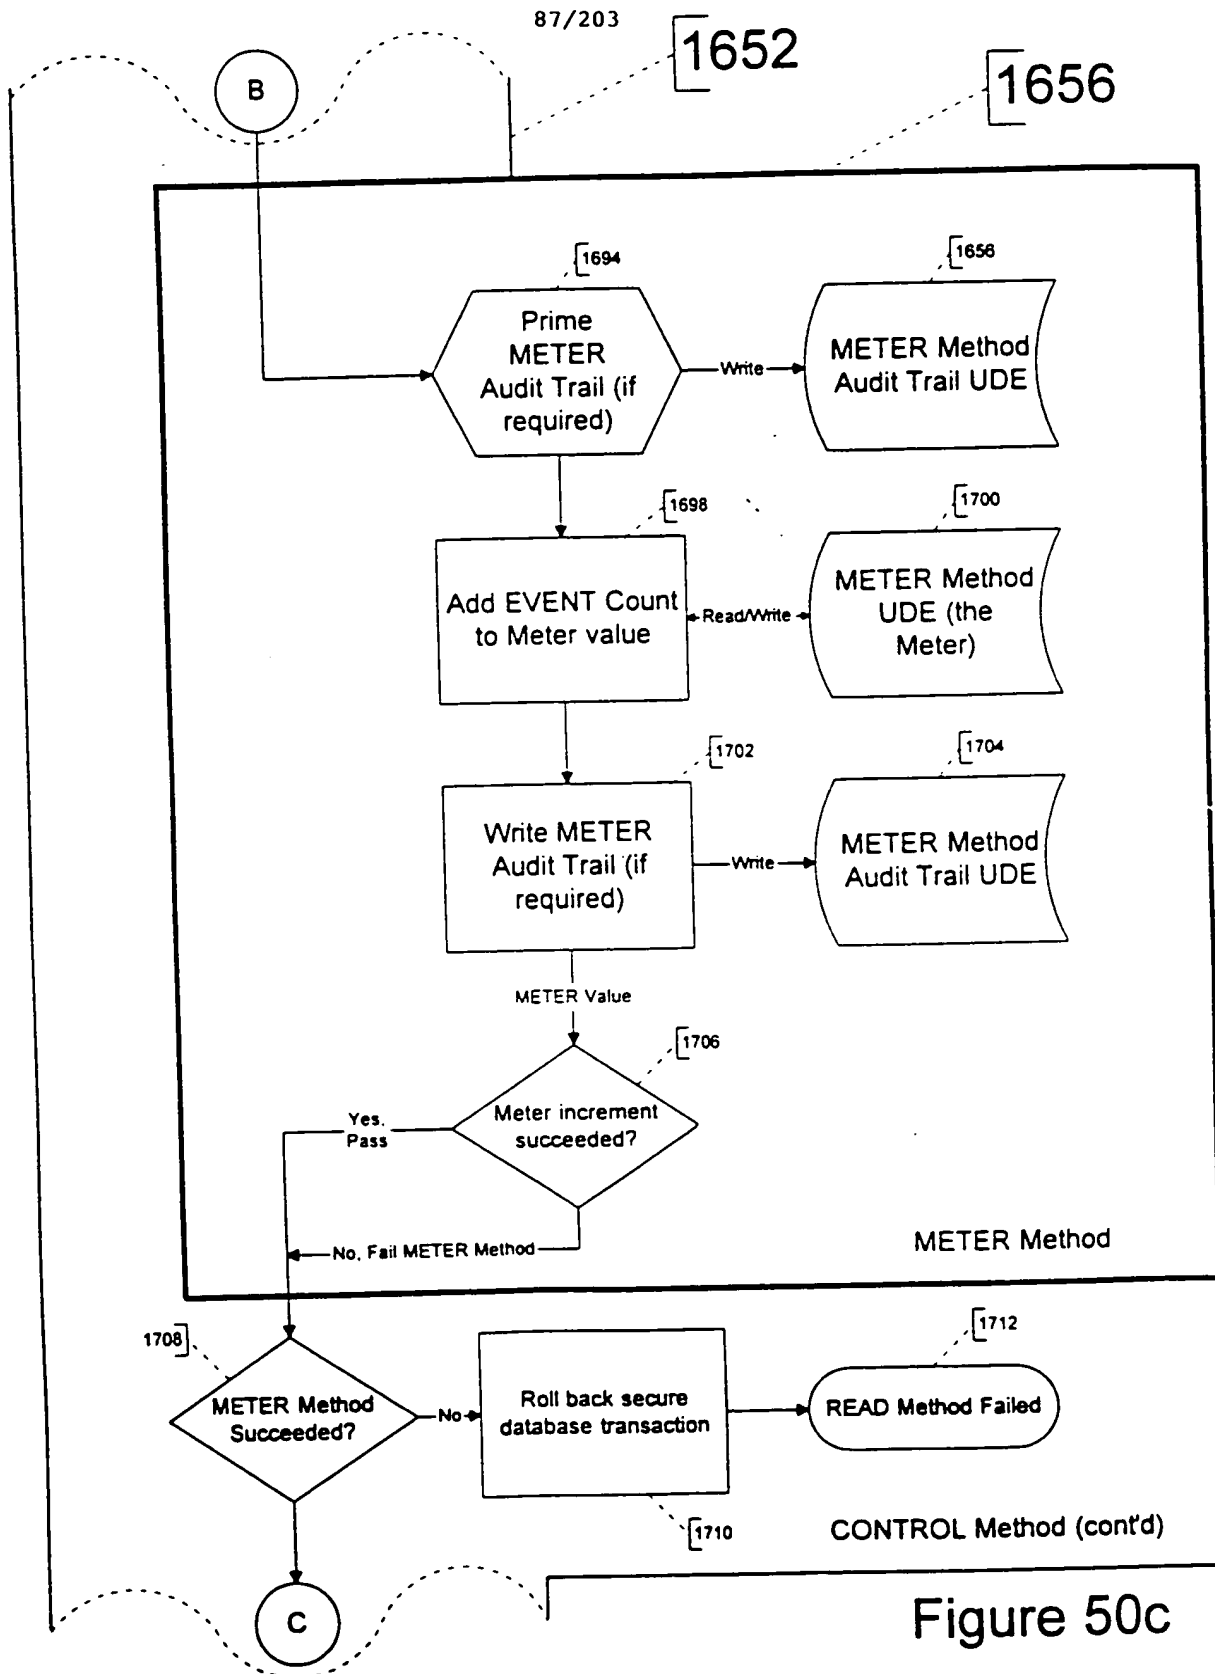 87/203
1652
1656
B
1694
1656
Prime
METER
Audit Trail (if
required)
Write
METER Method
Audit Trail UDE
1698
1700
Add EVENT Count
to Meter value
Read/Write
METER Method
UDE (the
Meter)
1702
1704
Write METER
Audit Trail (if
required)
Write
METER Method
Audit Trail UDE
METER Value
1706
Yes,
Pass
Meter increment
succeeded?
No, Fail METER Method
METER Method
1708
1712
METER Method
Succeeded?
No
Roll back secure
database transaction
READ Method Failed
1710
CONTROL Method (cont'd)
C
Figure 50c